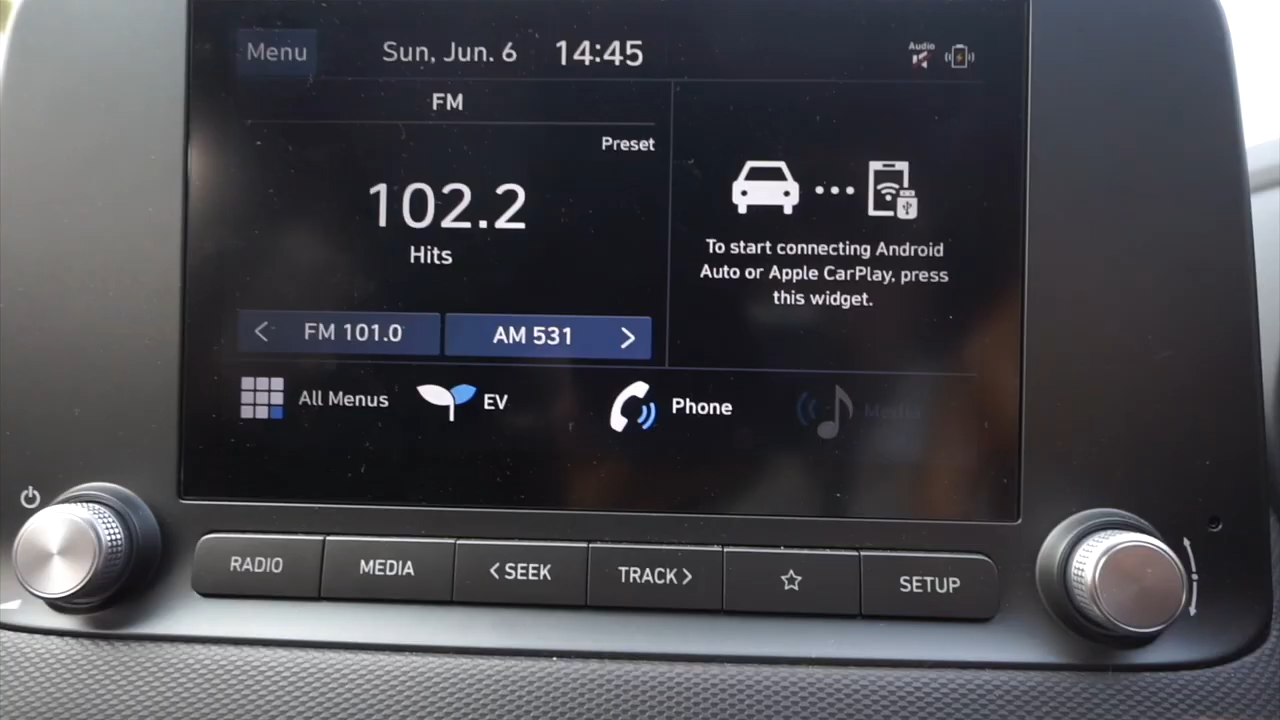 Menu
Sun, Jun. 6
14:45
Audio
FM
Preset
102.2
Hits
To start connecting Android
Auto or Apple CarPlay, press
this widget.
FM 101.0
AM 531
All Menus
EV
Phone
Media
RADIO
MEDIA
SEEK
TRACK
SETUP